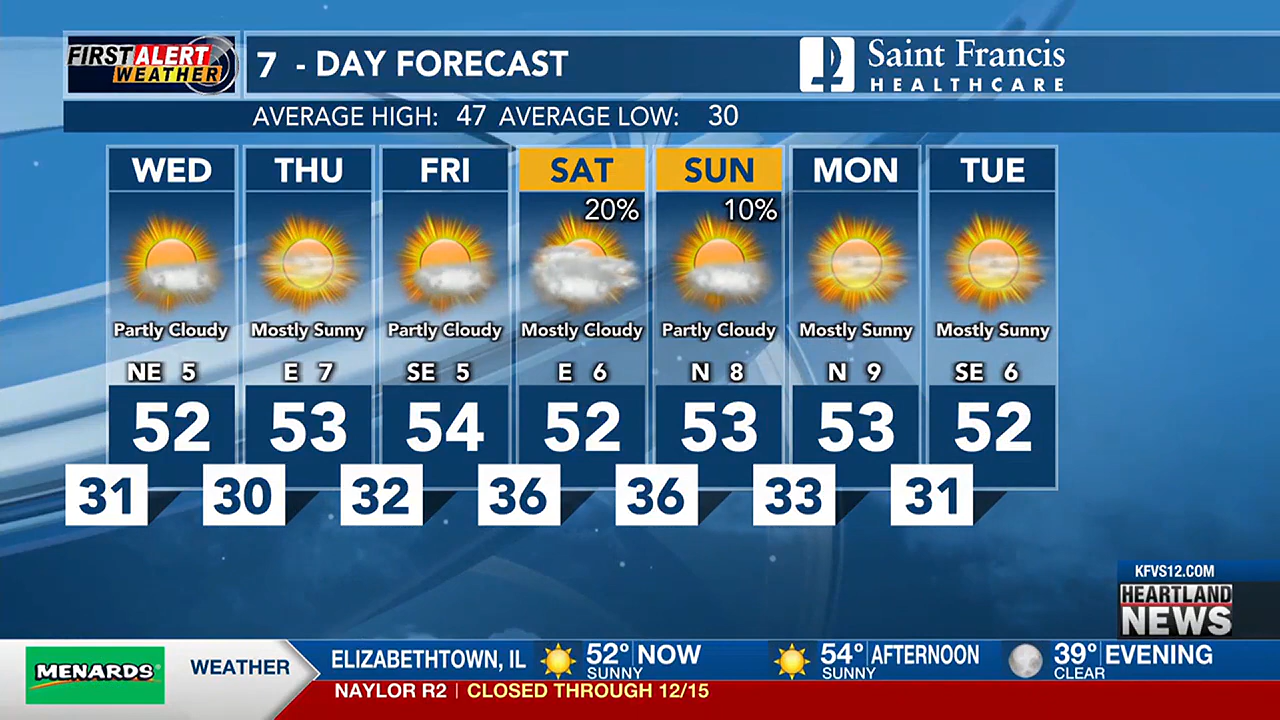 FIRST ALERT
WEATHER
7 - DAY FORECAST
Saint Francis
HEALTHCARE
AVERAGE HIGH: 47 AVERAGE LOW: 30
WED THU FRI SAT SUN MON TUE
20% 10%
Partly Cloudy Mostly Sunny Partly Cloudy Mostly Cloudy Partly Cloudy Mostly Sunny Mostly Sunny
NE 5 E 7 SE 5 E 6 N 8 N 9 SE 6
52 53 54 52 53 53 52
31 30 32 36 36 33 31
KFVS12.COM
HEARTLAND
NEWS
MENARDS
WEATHER
ELIZABETHTOWN, IL 52° NOW 54° AFTERNOON 39° EVENING
SUNNY SUNNY CLEAR
NAYLOR R2 | CLOSED THROUGH 12/15